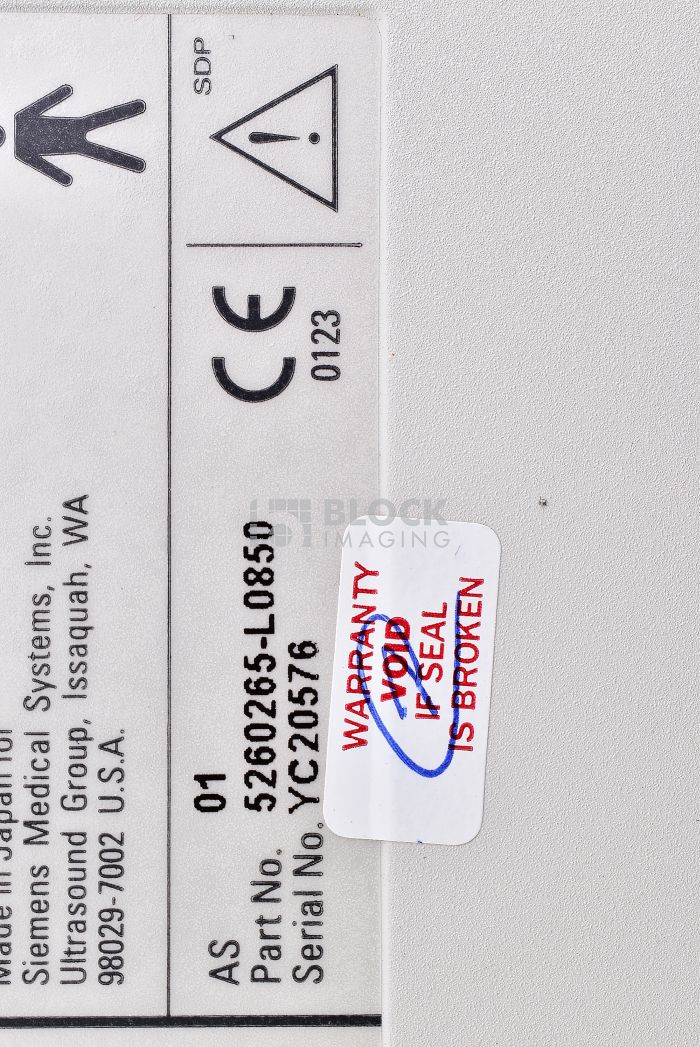 Made in Japan for
Siemens Medical Systems, Inc.
Ultrasound Group, Issaquah, WA
98029-7002 U.S.A.
SDP
0123
AS 01
Part No. 5260265-L0850
Serial No. YC20576
WARRANTY
VOID
IF SEAL
IS BROKEN
BLOCK
IMAGING